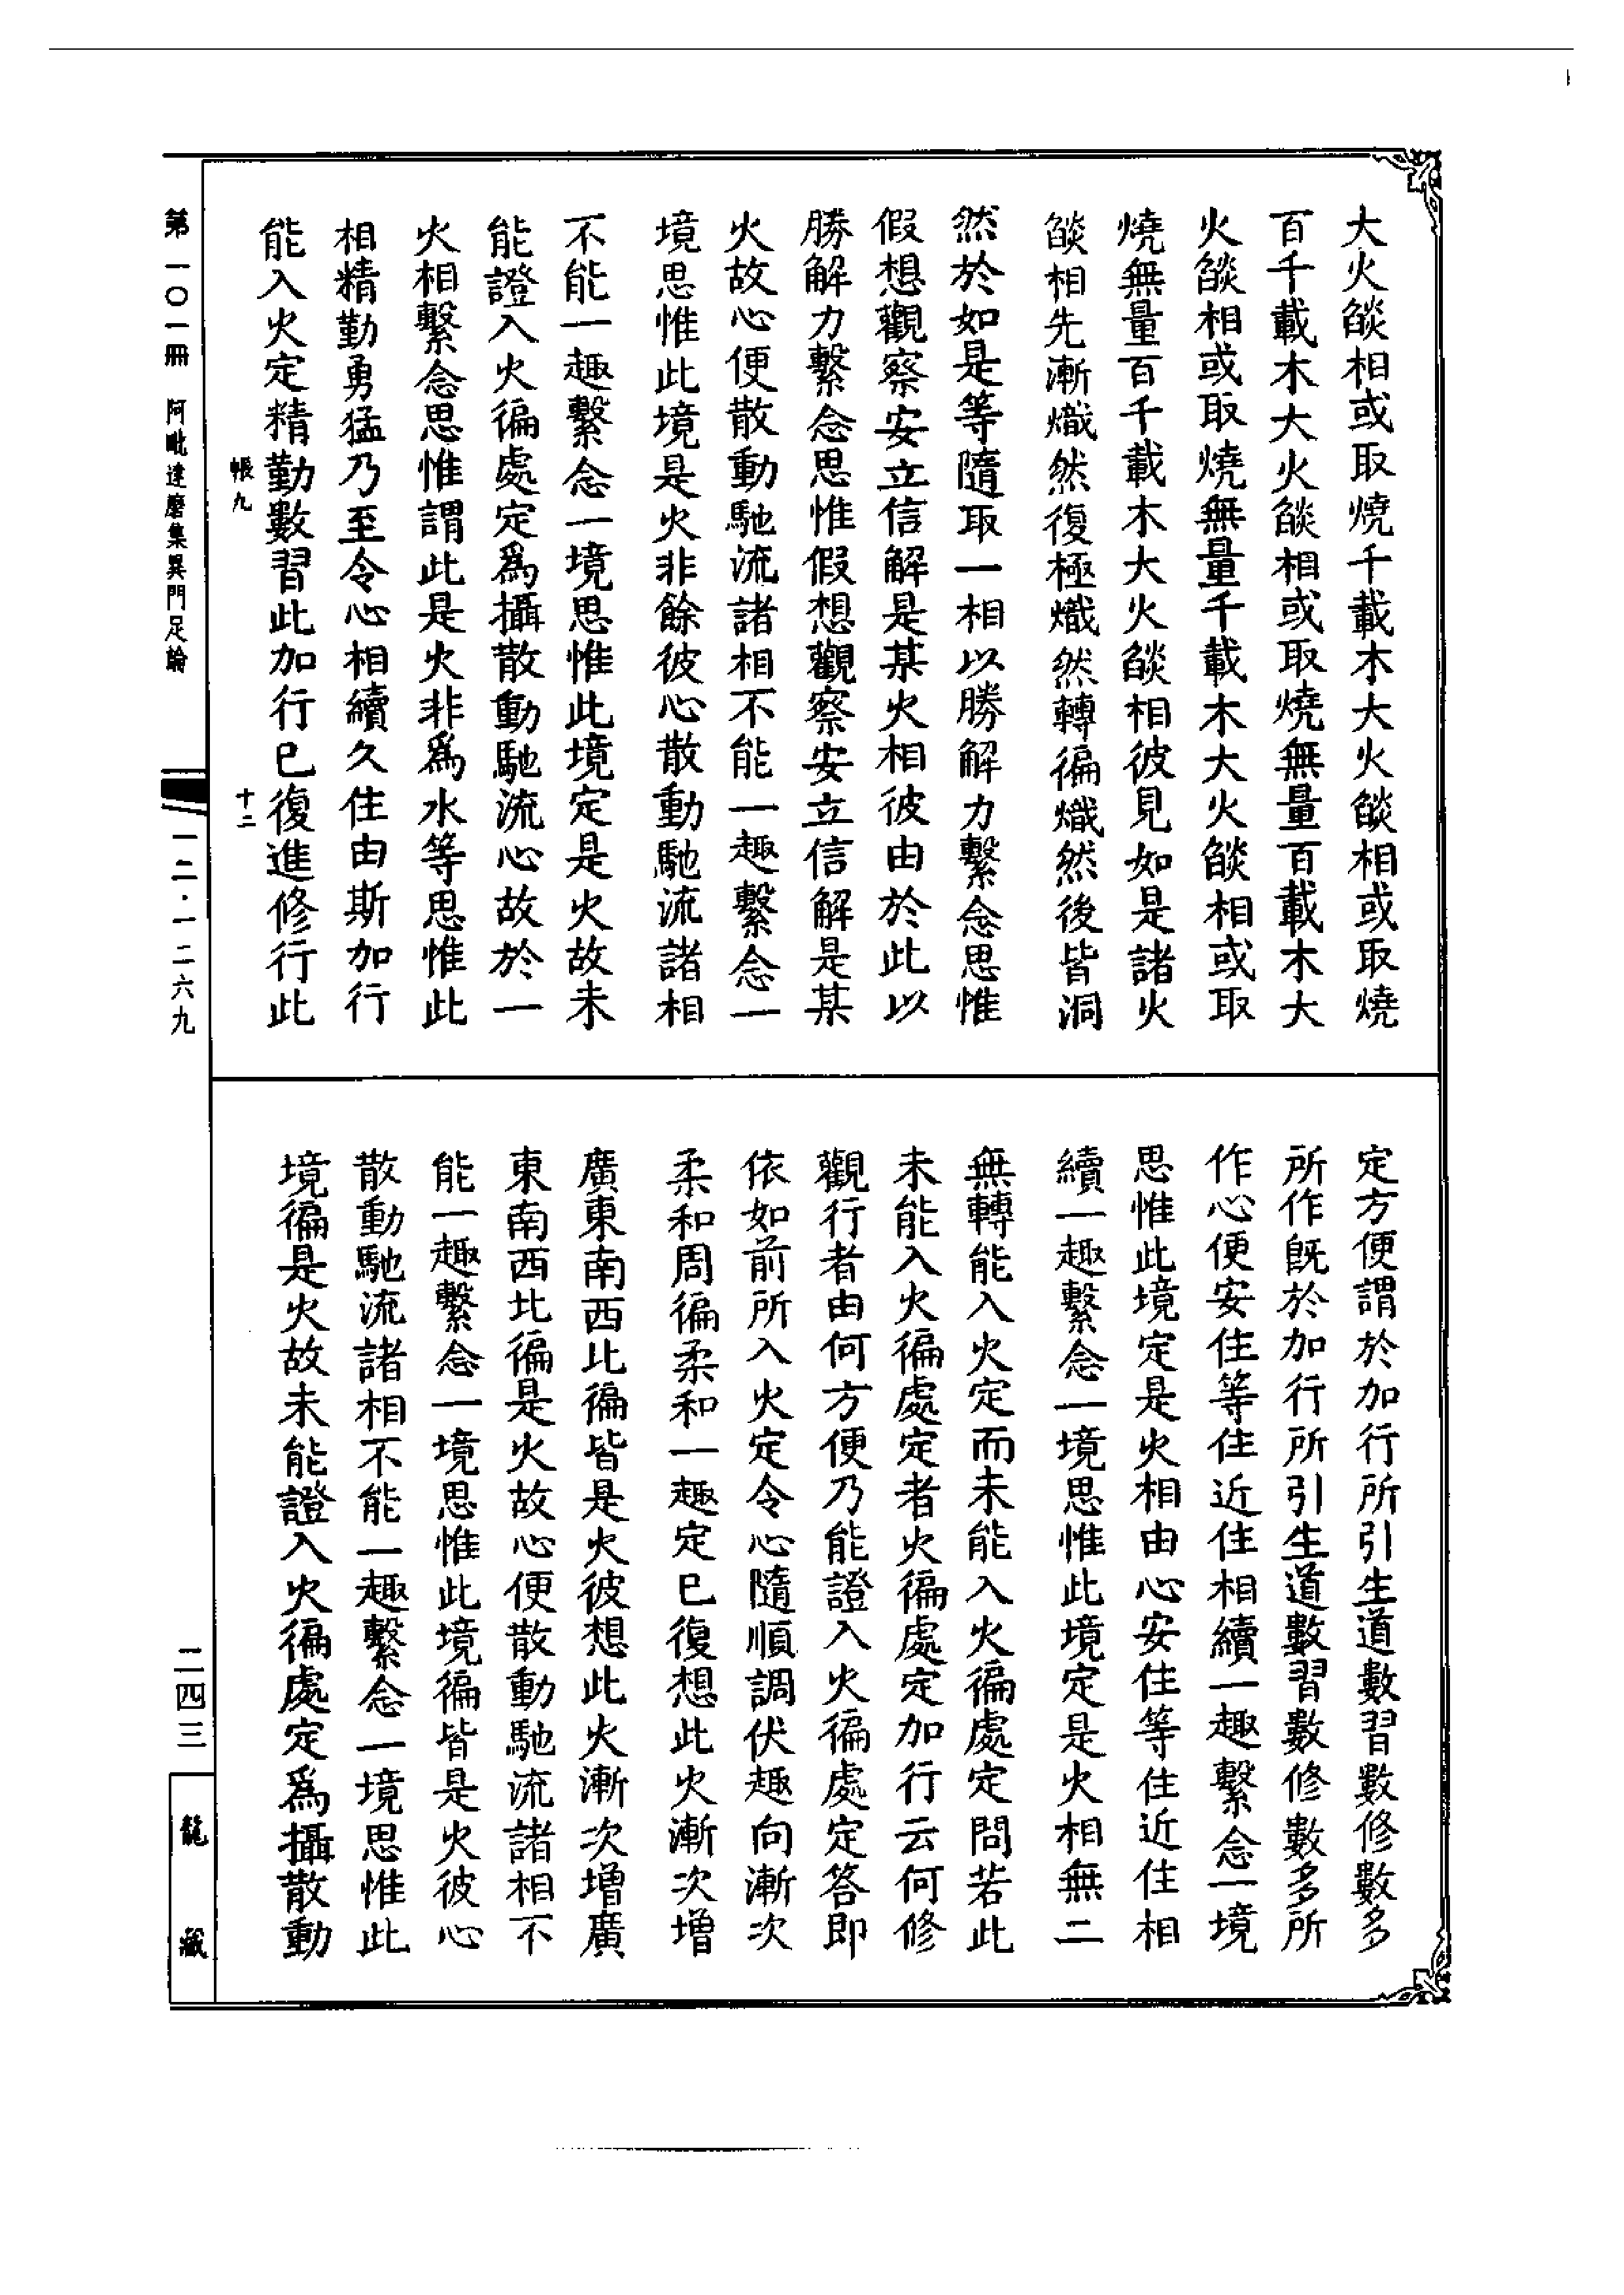 大火燄相或取燒千載木大火燄相或取燒
百千載木大火燄相或取燒無量百載木大
火燄相或取燒無量千載木大火燄相或取
燒無量百千載木大火燄相彼見如是諸火
燄相先漸熾然復極熾然轉徧熾然後皆洞
然於如是等隨取一相以勝解力繫念思惟
假想觀察安立信解是某火相彼由於此以
勝解力繫念思惟假想觀察安立信解是某
火故心便散動馳流諸相不能一趣繫念一
境思惟此境是火非餘彼心散動馳流諸相
不能一趣繫念一境思惟此境定是火故未
能證入火徧處定爲攝散動馳流心故於一
火相繫念思惟謂此是火非爲水等思惟此
相精勤勇猛乃至令心相續久住由斯加行
能入火定精勤數習此加行已復進修行此
帳九
十二
定方便謂於加行所引生道數習數修數多
所作旣於加行所引生道數習數修數多所
作心便安住等住近住相續一趣繫念一境
思惟此境定是火相由心安住等住近住相
續一趣繫念一境思惟此境定是火相無二
無轉能入火定而未能入火徧處定問若此
未能入火徧處定者火徧處定加行云何修
觀行者由何方便乃能證入火徧處定答即
依如前所入火定令心隨順調伏趣向漸次
柔和周徧柔和一趣定已復想此火漸次增
廣東南西北徧皆是火彼想此火漸次增廣
東南西北徧是火故心便散動馳流諸相不
能一趣繫念一境思惟此境徧皆是火彼心
散動馳流諸相不能一趣繫念一境思惟此
境徧是火故未能證入火徧處定爲攝散動
第一〇一冊 阿毗達磨集異門足論
一二·一二六九
二四三
龍藏